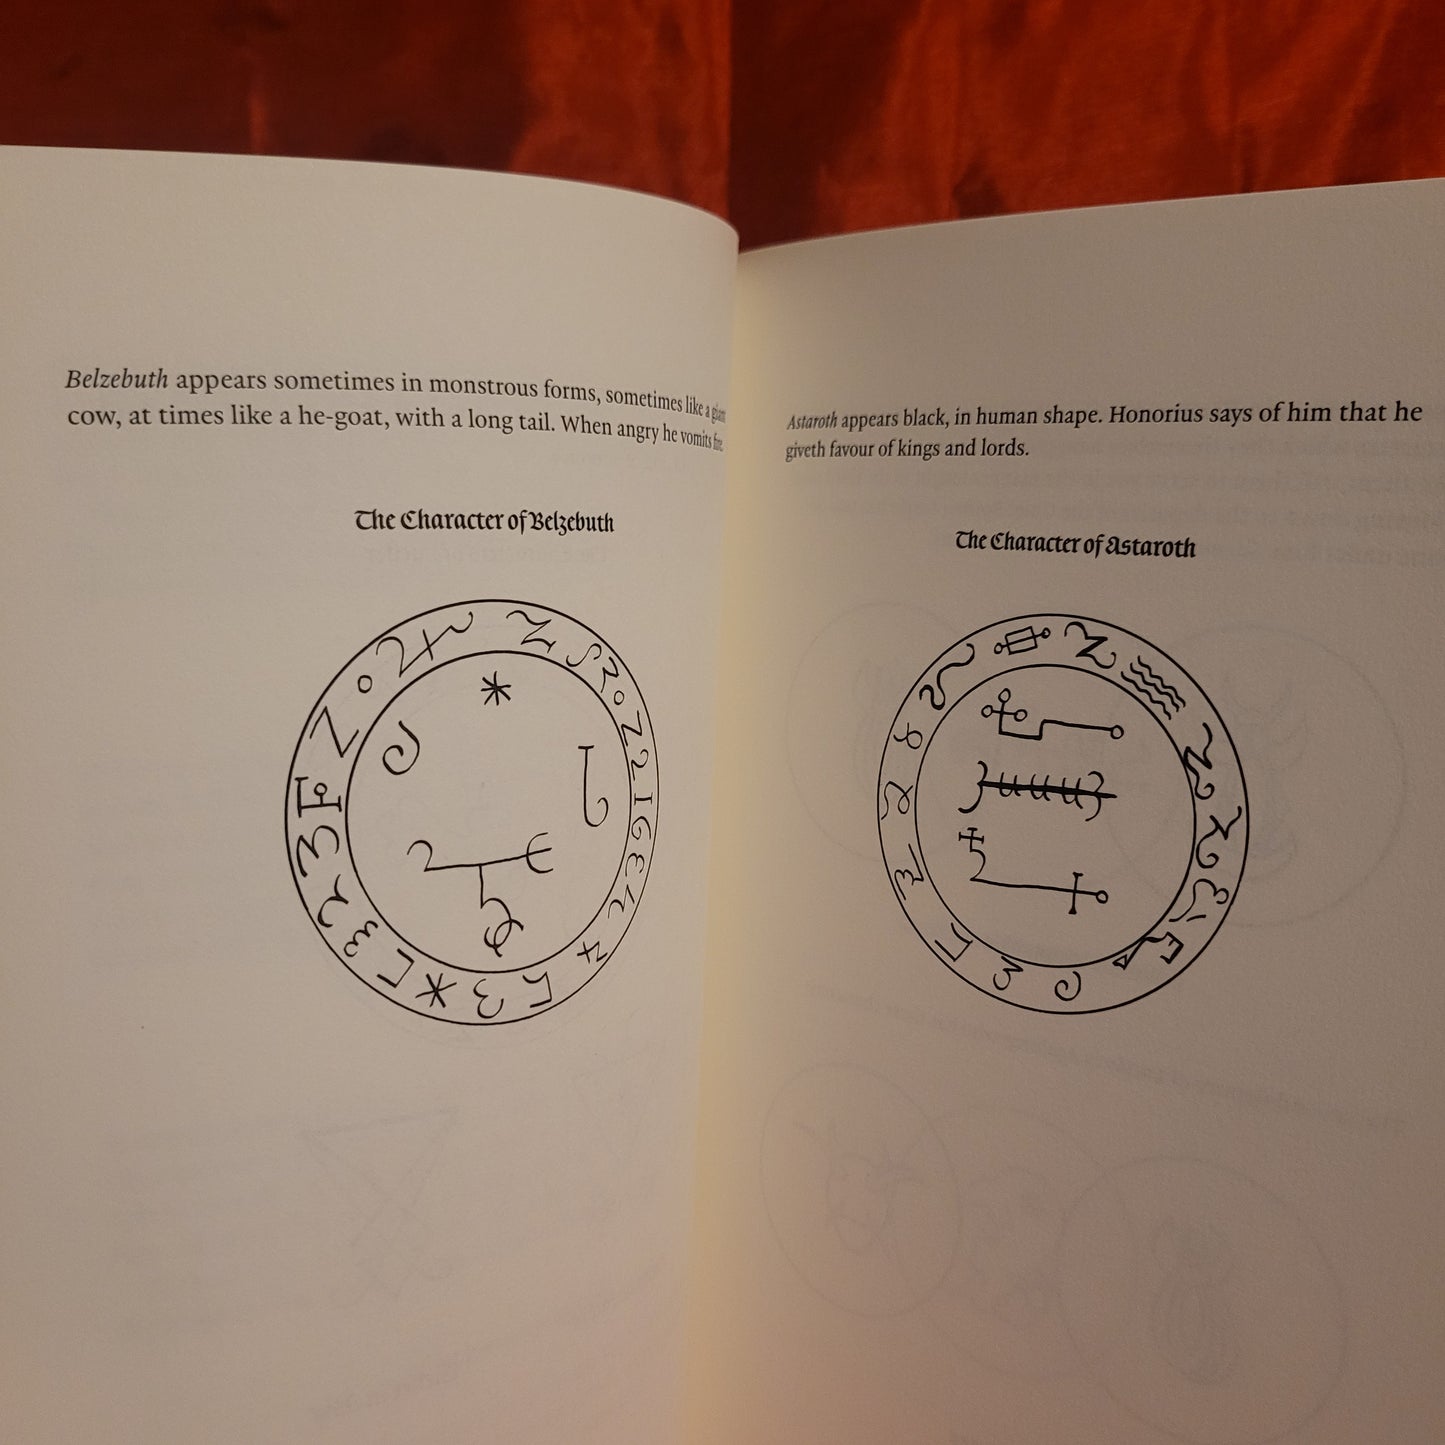 Belzebuth appears sometimes in monstrous forms, sometimes like a giant
cow, at times like a he-goat, with a long tail. When angry he vomits fire.
The Character of Belzebuth
Astaroth appears black, in human shape. Honorius says of him that he
giveth favour of kings and lords.
The Character of Astaroth